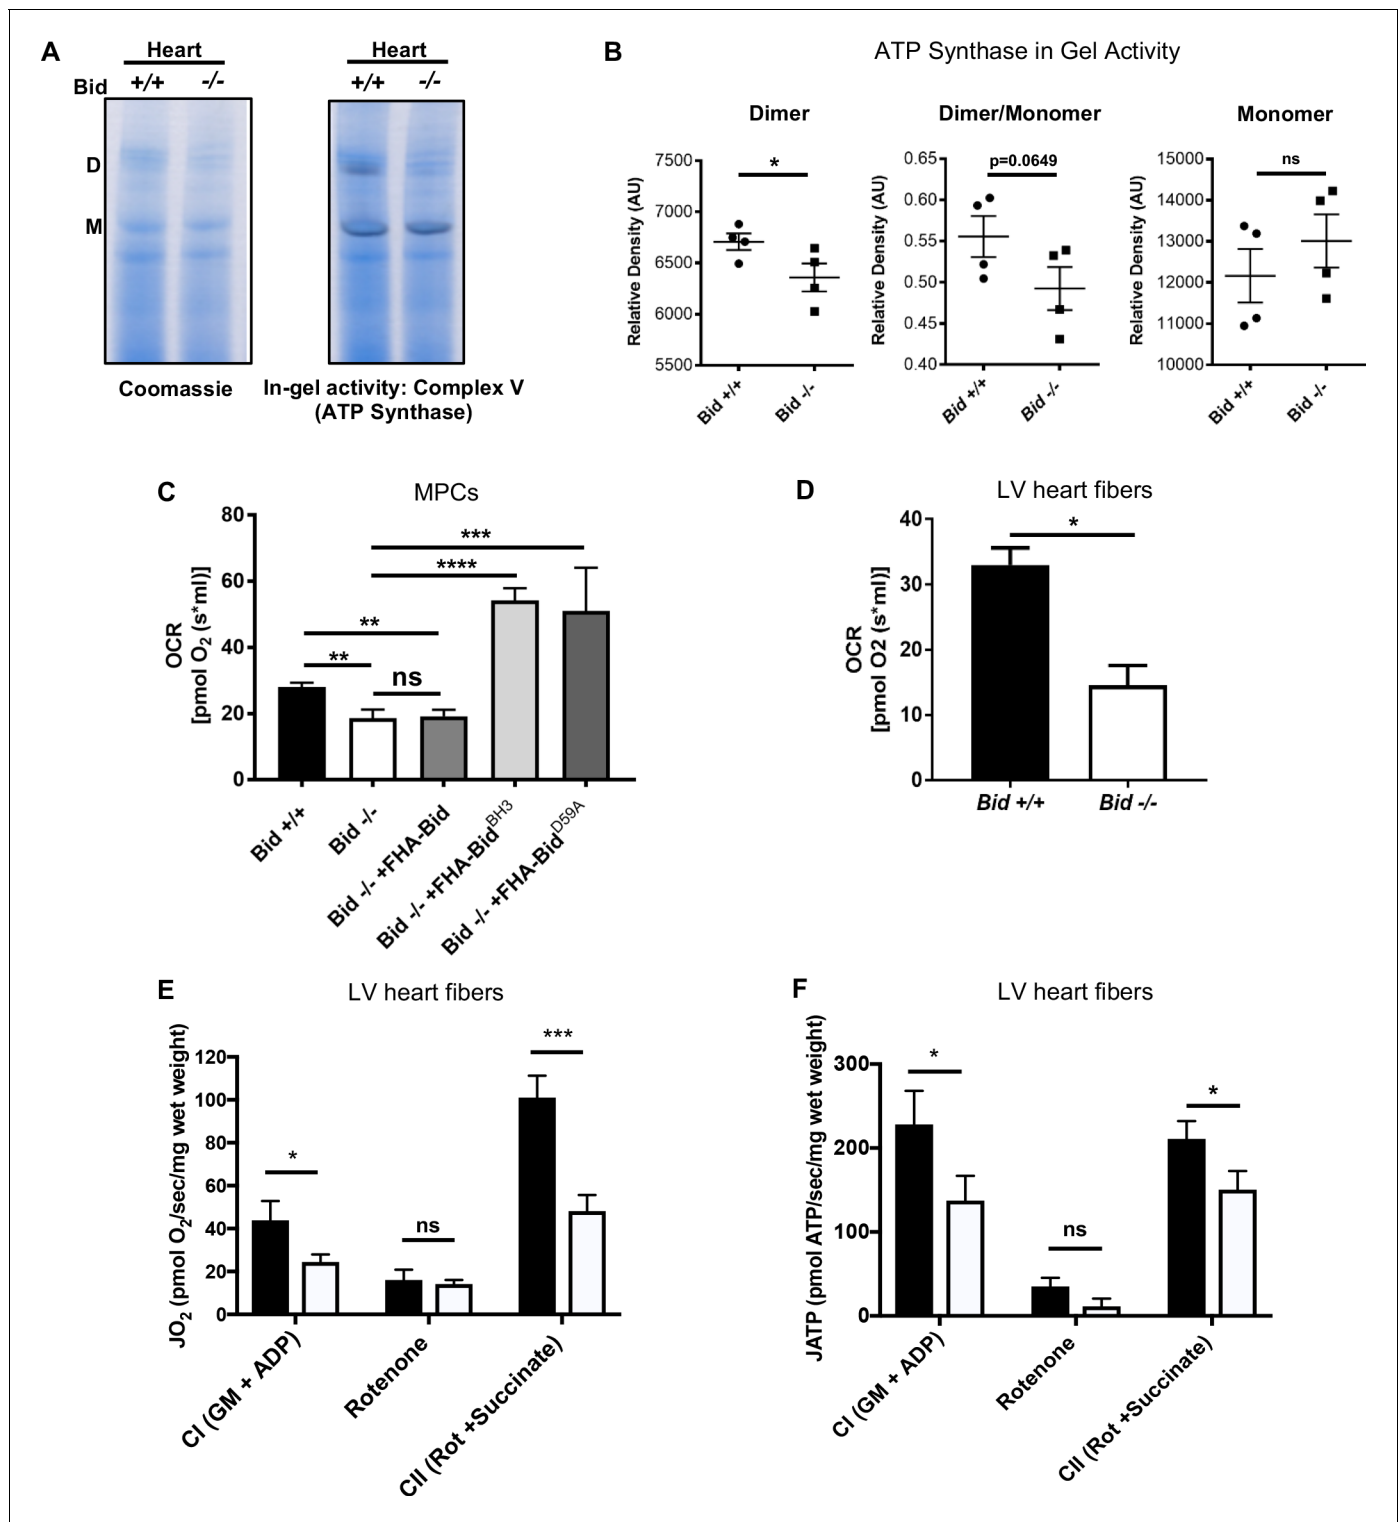 A
Heart
Heart
Bid
+/+
-/-
+/+
-/-
D
M
Coomassie
In-gel activity: Complex V
(ATP Synthase)
B
ATP Synthase in Gel Activity
Dimer
Relative Density (AU)
7500
7000
6500
6000
5500
*
Bid +/+
Bid -/-
Dimer/Monomer
Relative Density (AU)
0.65
0.60
0.55
0.50
0.45
0.40
p=0.0649
Bid +/+
Bid -/-
Monomer
Relative Density (AU)
15000
14000
13000
12000
11000
10000
ns
Bid +/+
Bid -/-
C
MPCs
OCR
[pmol O2 (s*ml)]
80
60
40
20
0
***
****
**
**
ns
Bid +/+
Bid -/-
Bid -/- +FHA-Bid
Bid -/- +FHA-BidBH3
Bid -/- +FHA-BidD59A
D
LV heart fibers
OCR
[pmol O2 (s*ml)]
40
30
20
10
0
*
Bid +/+
Bid -/-
E
LV heart fibers
JO2 (pmol O2/sec/mg wet weight)
120
100
80
60
40
20
0
*
ns
***
CI (GM + ADP)
Rotenone
CII (Rot +Succinate)
F
LV heart fibers
JATP (pmol ATP/sec/mg wet weight)
300
200
100
0
*
ns
*
CI (GM + ADP)
Rotenone
CII (Rot +Succinate)